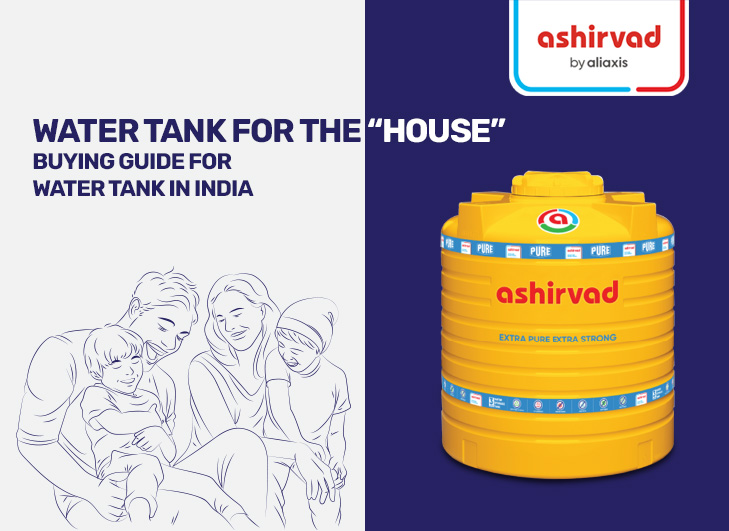 ashirvad
by aliaxis
WATER TANK FOR THE “HOUSE”
BUYING GUIDE FOR
WATER TANK IN INDIA
a
PURE PURE PURE PURE
ashirvad
EXTRA PURE EXTRA STRONG